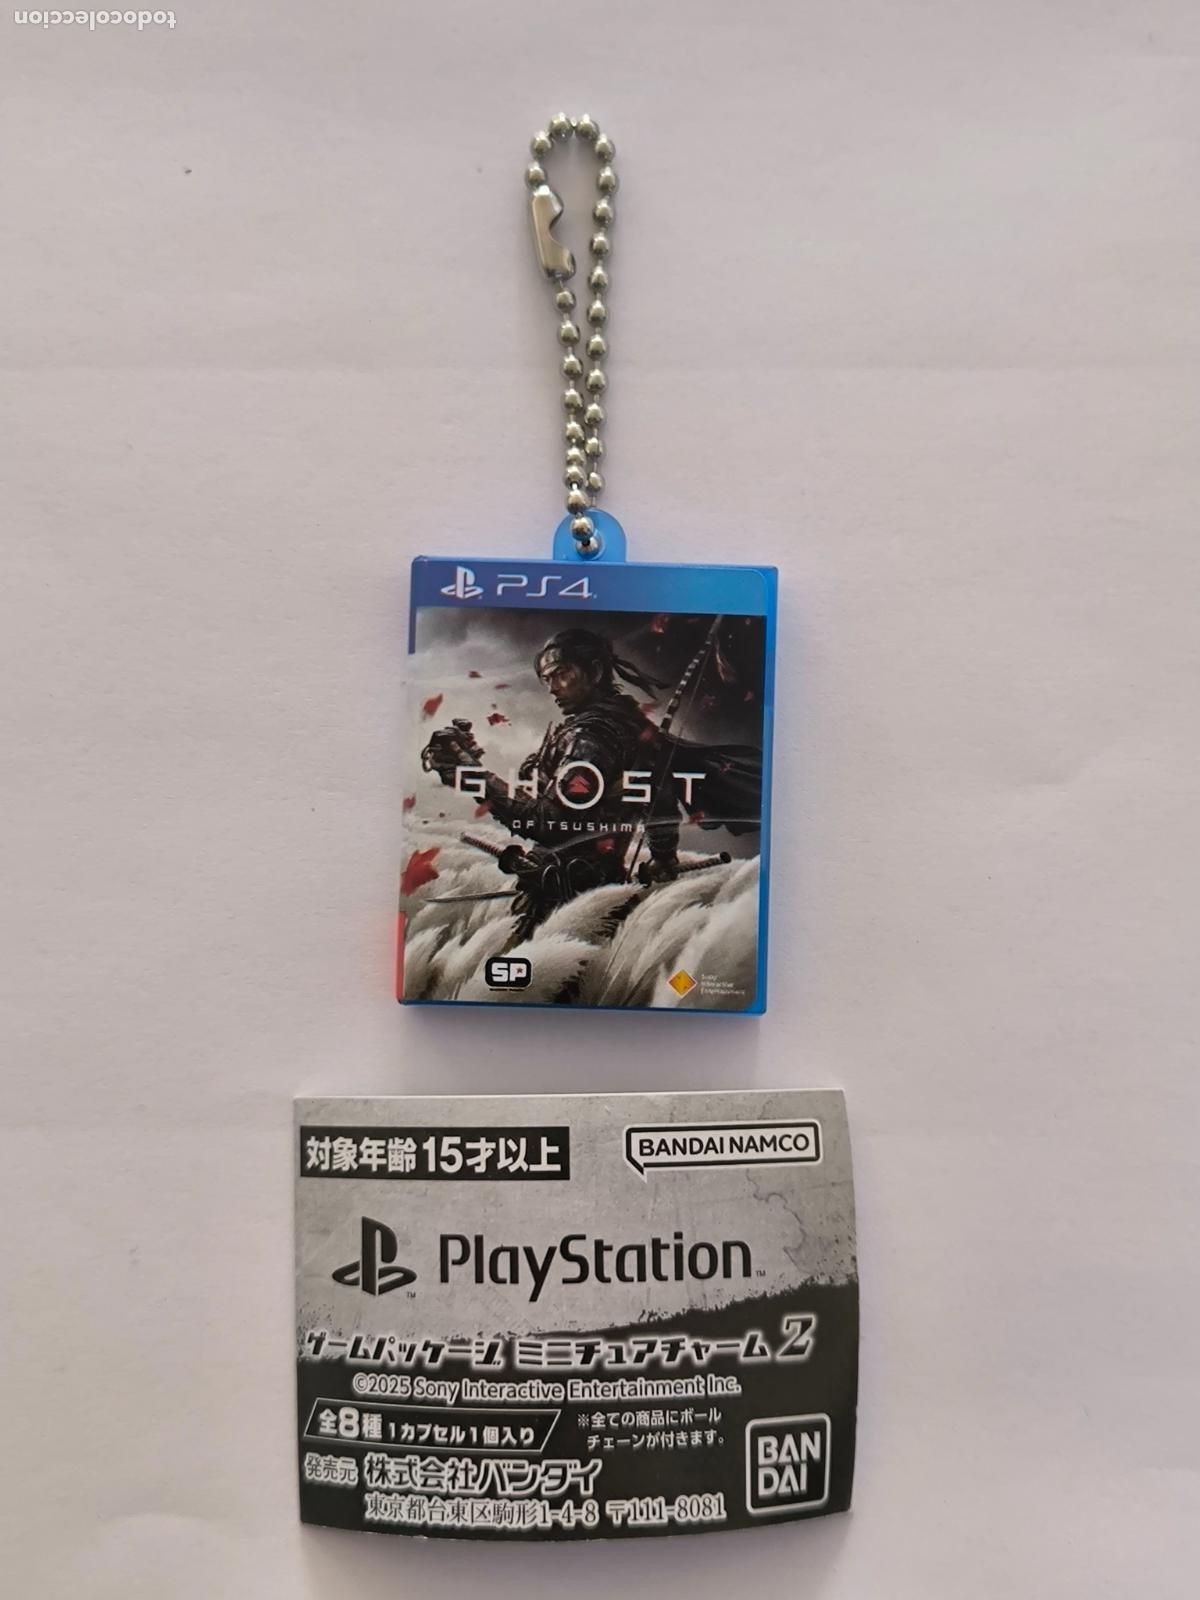 todocoleccion
PS4
GHOST
OF TSUSHIMA
SP
Sony
Interactive
Entertainment
対象年齢15才以上
BANDAI NAMCO
PlayStation™
ゲームパッケージ ミニチュアチャーム2
©2025 Sony Interactive Entertainment Inc.
全8種 1カプセル1個入り
※全ての商品にボール
チェーンが付きます。
発売元 株式会社バンダイ
東京都台東区駒形1-4-8 〒111-8081
BAN
DAI